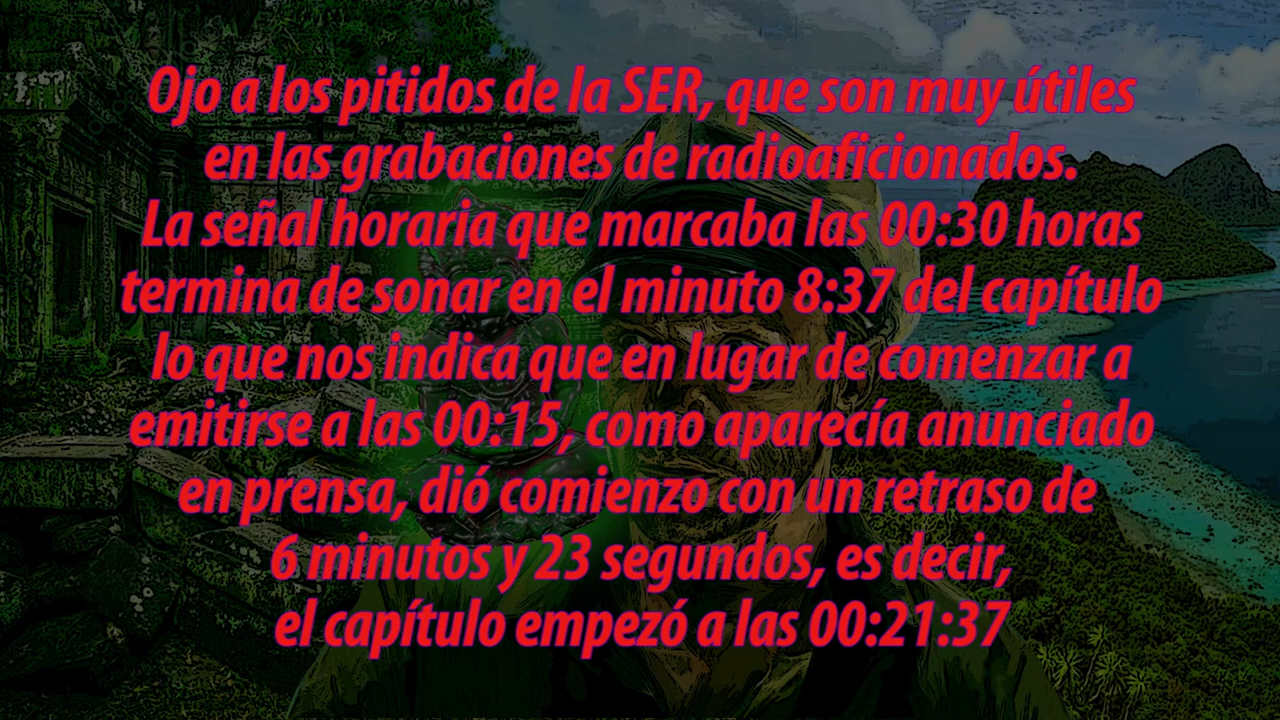 Ojo a los pitidos de la SER, que son muy útiles
en las grabaciones de radioaficionados.
La señal horaria que marcaba las 00:30 horas
termina de sonar en el minuto 8:37 del capítulo
lo que nos indica que en lugar de comenzar a
emitirse a las 00:15, como aparecía anunciado
en prensa, dió comienzo con un retraso de
6 minutos y 23 segundos, es decir,
el capítulo empezó a las 00:21:37